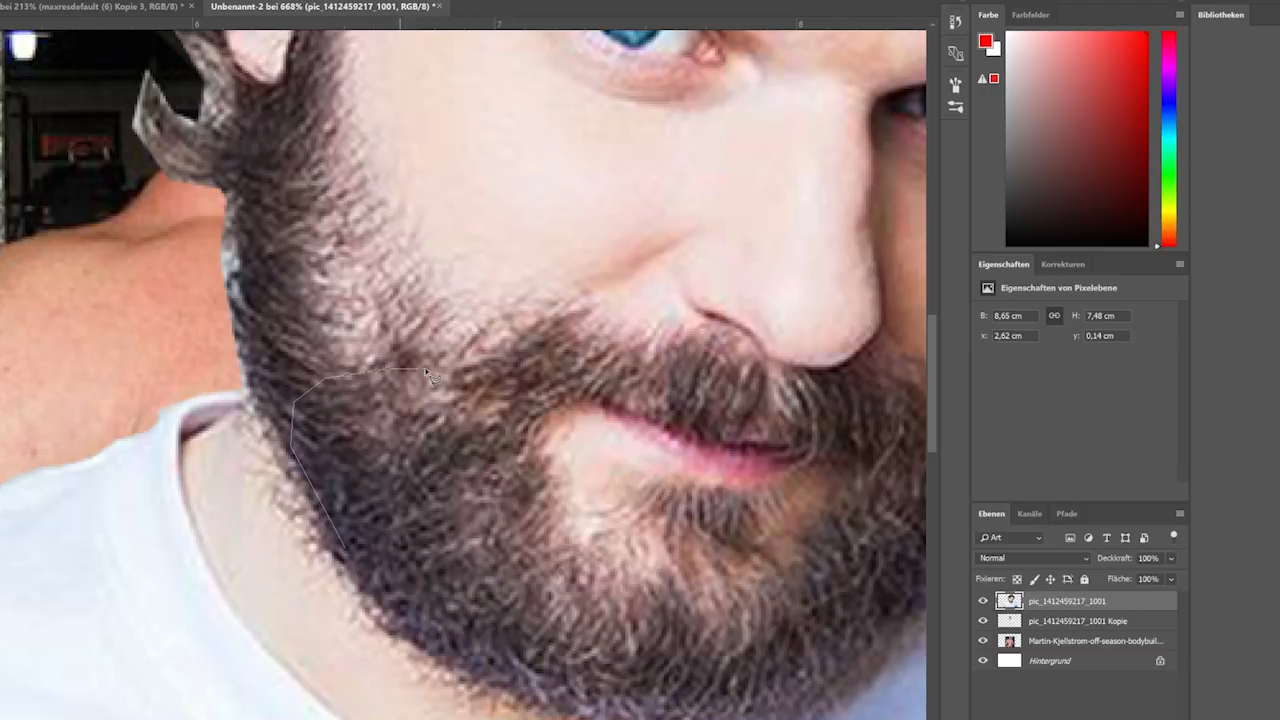 bei 213% (maxresdefault (6) Kopie 3, RGB/8) * ×
Unbenannt-2 bei 668% (pic_1412459217_1001, RGB/8) * ×
6 7 8
Farbe Farbfelder
Bibliotheken
Eigenschaften Korrekturen
Eigenschaften von Pixelebene
B: 8,65 cm H: 7,48 cm
x: 2,62 cm y: 0,14 cm
Ebenen Kanäle Pfade
Art
Normal Deckkraft: 100%
Fixieren: Fläche: 100%
pic_1412459217_1001
pic_1412459217_1001 Kopie
Martin-Kjellstrom-off-season-bodybuil...
Hintergrund